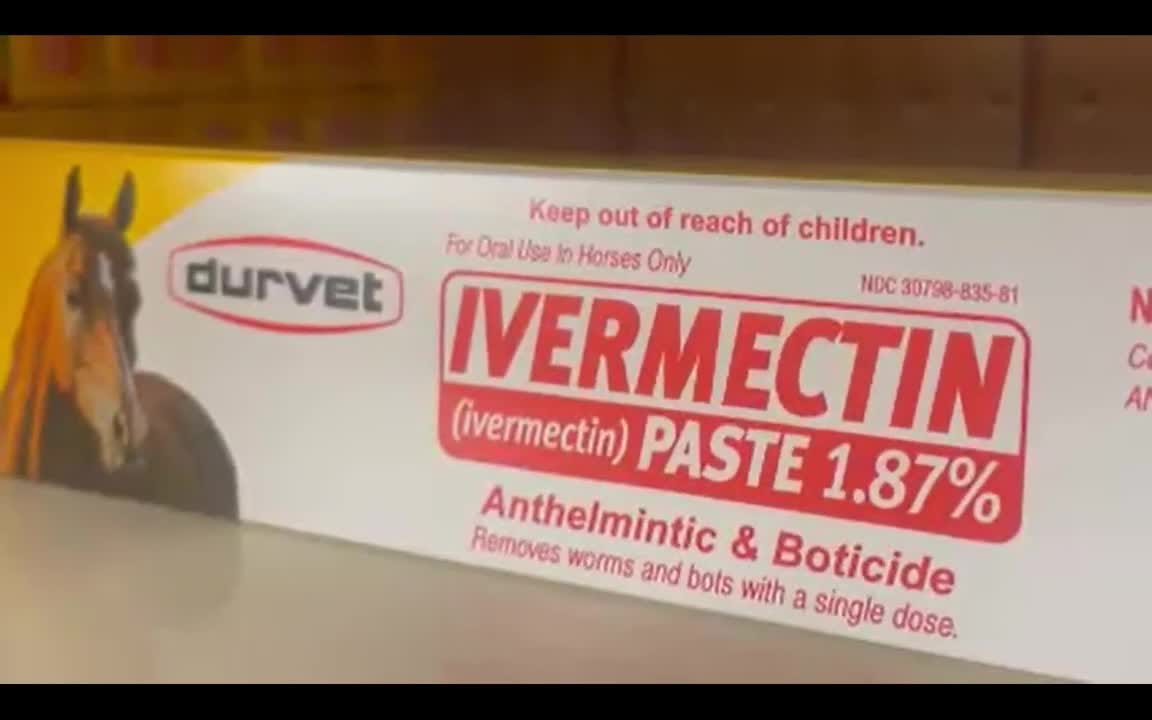 Keep out of reach of children.
For Oral Use In Horses Only
NDC 30798-835-81
durvet
IVERMECTIN
(ivermectin) PASTE 1.87%
Anthelmintic & Boticide
Removes worms and bots with a single dose.